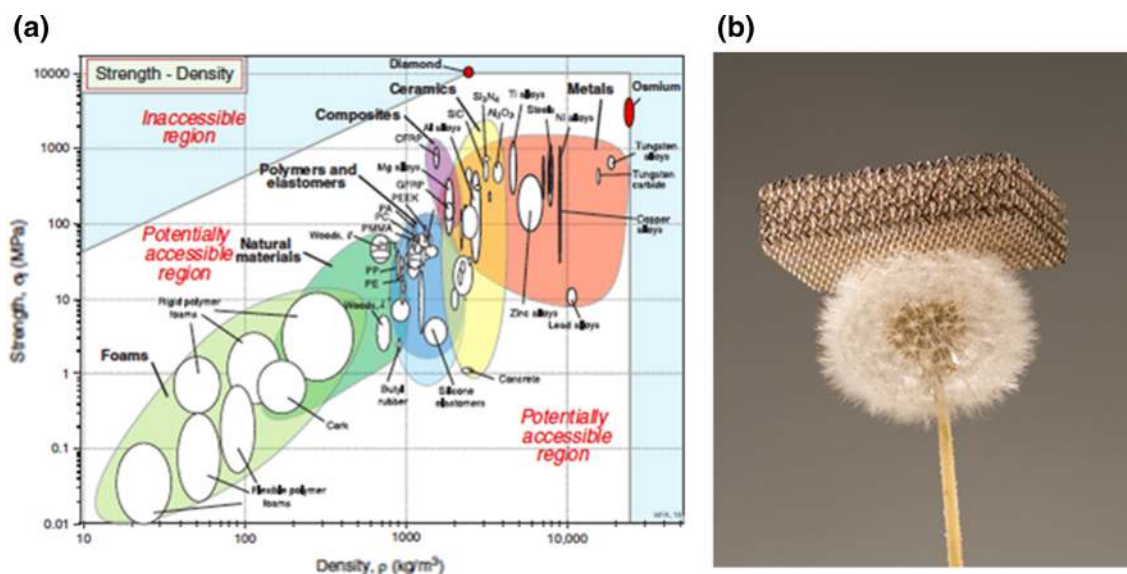 (a)
(b)
Strength - Density
10000
1000
100
10
1
0.1
0.01
Strength, σf (MPa)
Inaccessible
region
Potentially
accessible
region
Diamond
Ceramics
Composites
Polymers and
elastomers
Natural
materials
Foams
Metals
Osmium
Si3N4
Ti alloys
SiC
Al2O3
Steels
Ni alloys
Al alloys
CFRP
Mg alloys
GFRP
PEEK
PA
PC
PMMA
Woods,
PP
PE
Woods,
Rigid polymer
foams
Tungsten
alloys
Tungsten
carbide
Copper
alloys
Zinc alloys
Lead alloys
Concrete
Butyl
rubber
Silicone
elastomers
Cork
Flexible polymer
foams
Potentially
accessible
region
10
100
1000
10,000
Density, ρ (kg/m3)